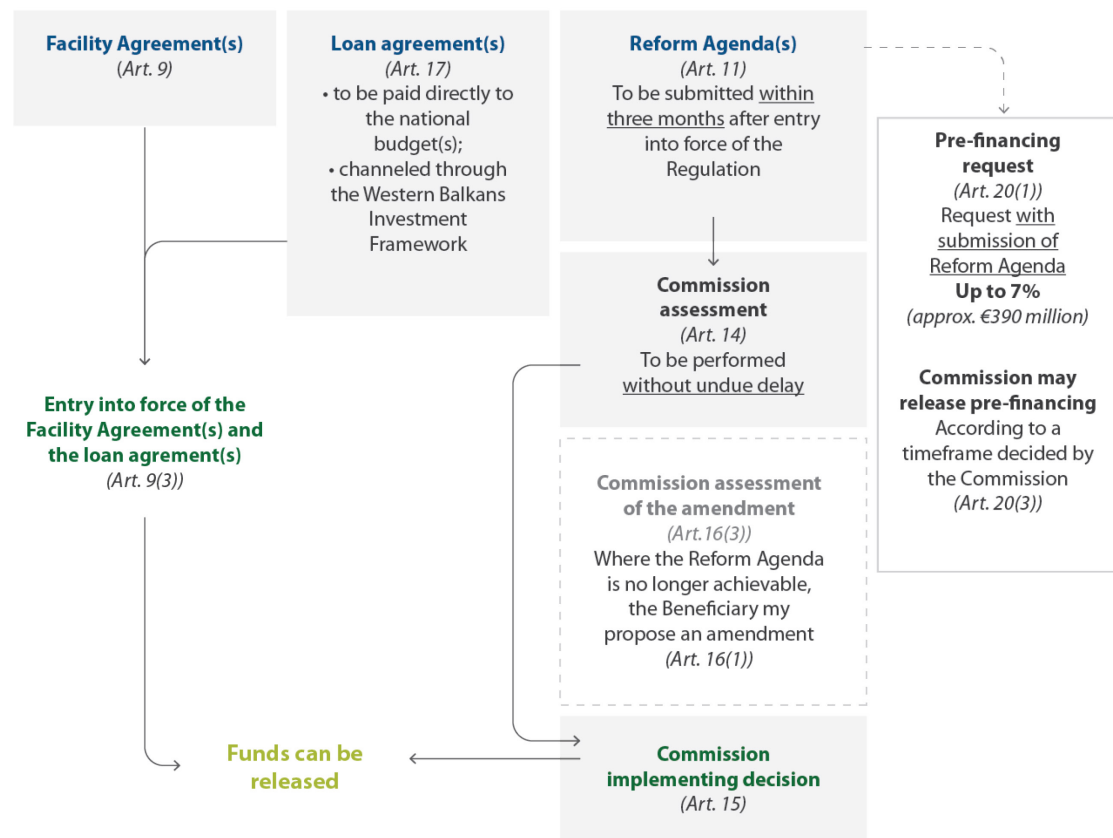 Facility Agreement(s)
(Art. 9)
Loan agreement(s)
(Art. 17)
• to be paid directly to
the national
budget(s);
• channeled through
the Western Balkans
Investment
Framework
Reform Agenda(s)
(Art. 11)
To be submitted within
three months after entry
into force of the
Regulation
Pre-financing
request
(Art. 20(1))
Request with
submission of
Reform Agenda
Up to 7%
(approx. €390 million)
Commission may
release pre-financing
According to a
timeframe decided by
the Commission
(Art. 20(3))
Commission
assessment
(Art. 14)
To be performed
without undue delay
Entry into force of the
Facility Agreement(s) and
the loan agrement(s)
(Art. 9(3))
Commission assessment
of the amendment
(Art.16(3))
Where the Reform Agenda
is no longer achievable,
the Beneficiary my
propose an amendment
(Art. 16(1))
Funds can be
released
Commission
implementing decision
(Art. 15)